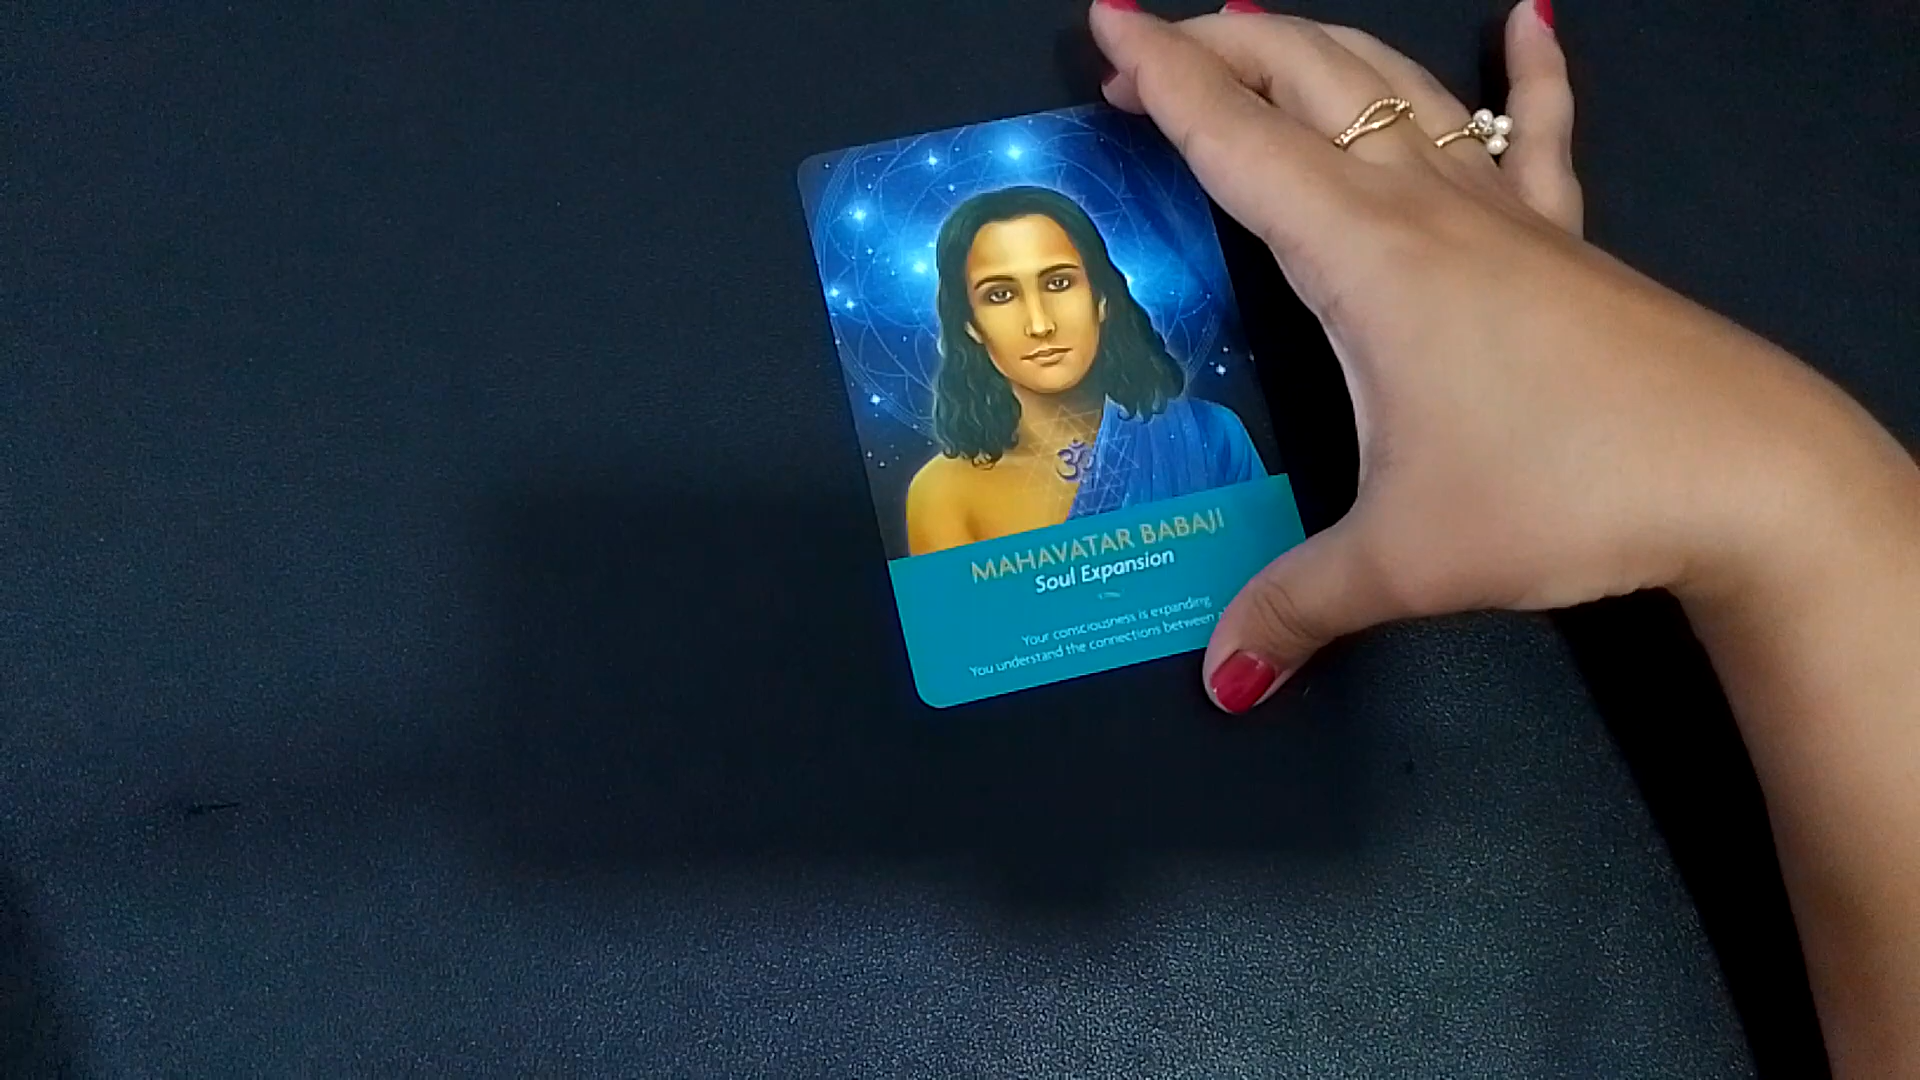 ॐ
MAHAVATAR BABAJI
Soul Expansion
Your consciousness is expanding
You understand the connections between